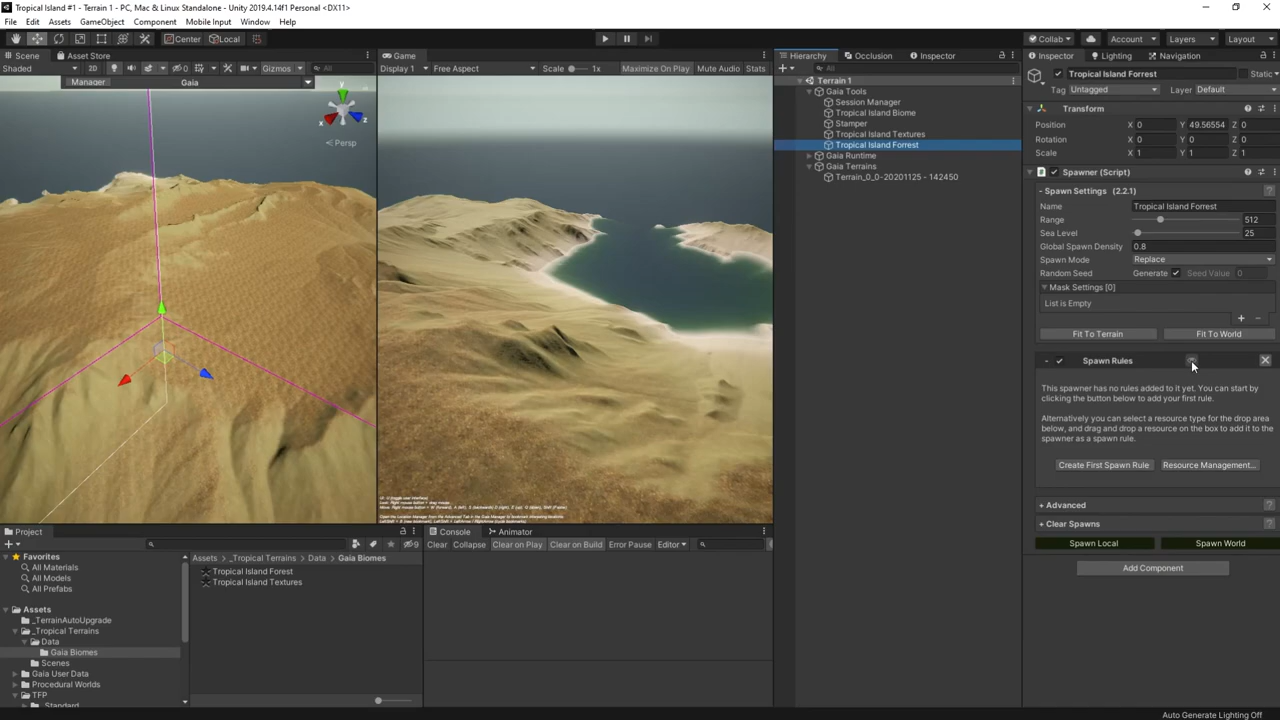 Tropical Island #1 - Terrain 1 - PC, Mac & Linux Standalone - Unity 2019.4.14f1 Personal <DX11>
File Edit Assets GameObject Component Mobile Input Window Help
Center Local
Collab Account Layers Layout
Scene Asset Store
Shaded 2D 0 Gizmos All
Manager Gaia
y x z
Persp
Game
Display 1 Free Aspect Scale 1x Maximize On Play Mute Audio Stats
Hierarchy Occlusion Inspector
All
Terrain 1
Gaia Tools
Session Manager
Tropical Island Biome
Stamper
Tropical Island Textures
Tropical Island Forrest
Gaia Runtime
Gaia Terrains
Terrain_0_0-20201125 - 142450
Inspector Lighting Navigation
Tropical Island Forrest Static
Tag Untagged Layer Default
Transform
Position X 0 Y 49.56554 Z 0
Rotation X 0 Y 0 Z 0
Scale X 1 Y 1 Z 1
Spawner (Script)
- Spawn Settings (2.2.1)
Name Tropical Island Forrest
Range 512
Sea Level 25
Global Spawn Density 0.8
Spawn Mode Replace
Random Seed Generate Seed Value 0
Mask Settings [0]
List is Empty
+ -
Fit To Terrain Fit To World
- Spawn Rules
This spawner has no rules added to it yet. You can start by
clicking the button below to add your first rule.
Alternatively you can select a resource type for the drop area
below, and drag and drop a resource on the box to add it to the
spawner as a spawn rule.
Create First Spawn Rule Resource Management...
+ Advanced
+ Clear Spawns
Spawn Local Spawn World
Add Component
Project
9
Favorites
All Materials
All Models
All Prefabs
Assets
_TerrainAutoUpgrade
_Tropical Terrains
Data
Gaia Biomes
Scenes
Gaia User Data
Procedural Worlds
TFP
_Standard
Assets > _Tropical Terrains > Data > Gaia Biomes
Tropical Island Forest
Tropical Island Textures
Console Animator
Clear Collapse Clear on Play Clear on Build Error Pause Editor
0
Auto Generate Lighting Off